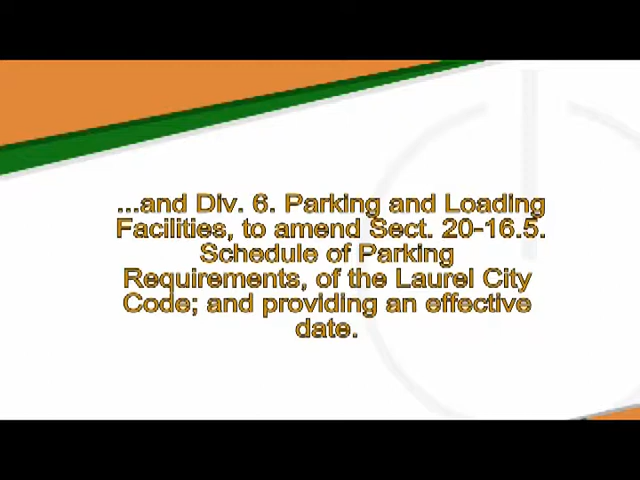 ...and Div. 6. Parking and Loading
Facilities, to amend Sect. 20-16.5.
Schedule of Parking
Requirements, of the Laurel City
Code; and providing an effective
date.